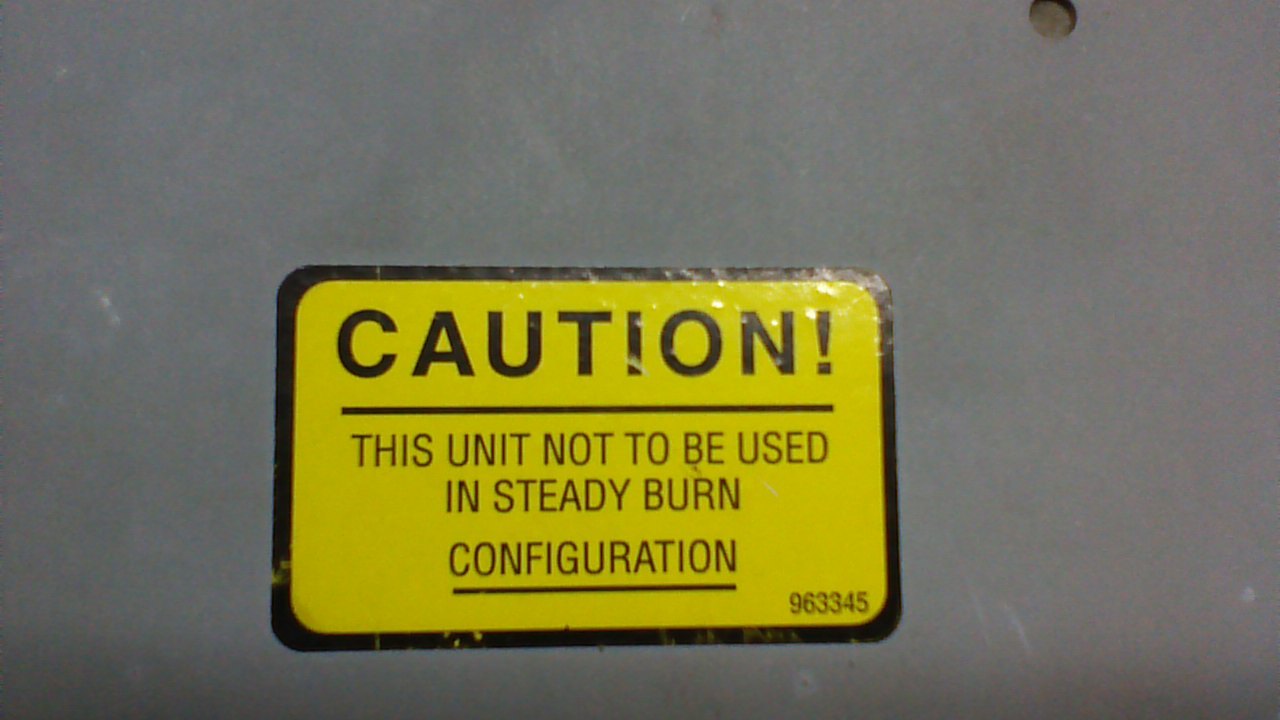 CAUTION!
THIS UNIT NOT TO BE USED
IN STEADY BURN
CONFIGURATION
963345